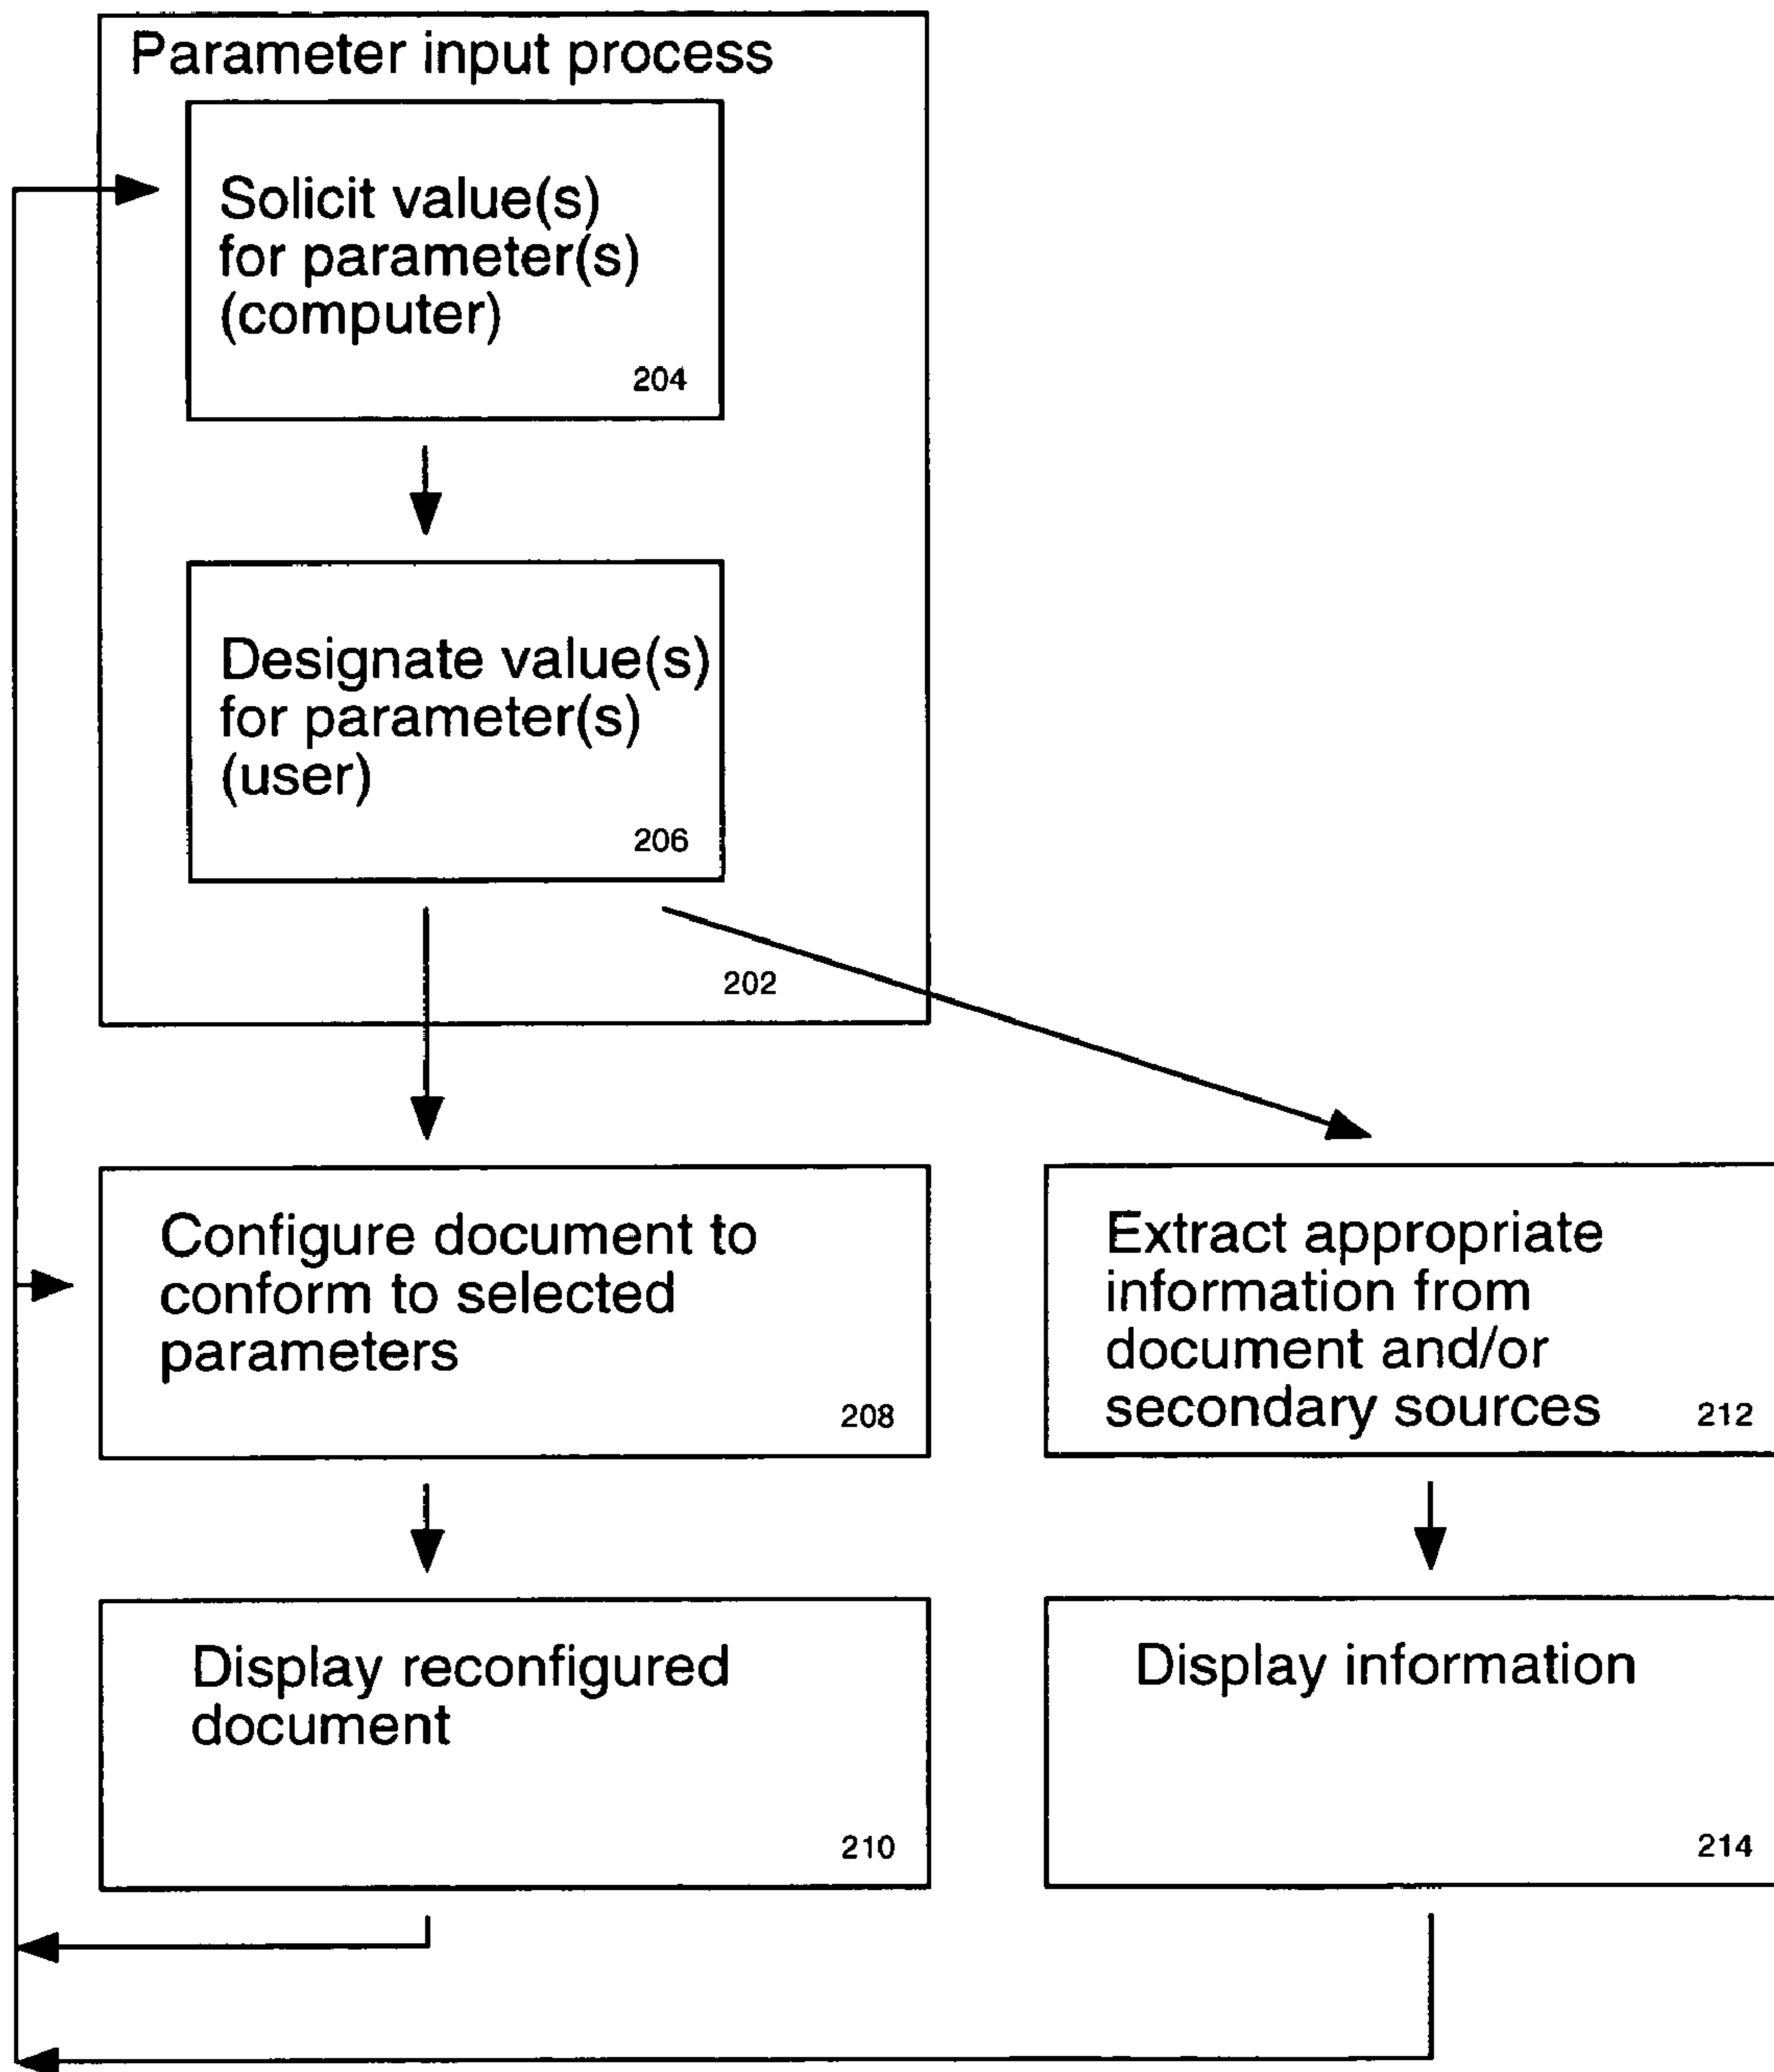 Parameter input process
Solicit value(s)
for parameter(s)
(computer)
204
Designate value(s)
for parameter(s)
(user)
206
202
Configure document to
conform to selected
parameters
208
Extract appropriate
information from
document and/or
secondary sources
212
Display reconfigured
document
210
Display information
214